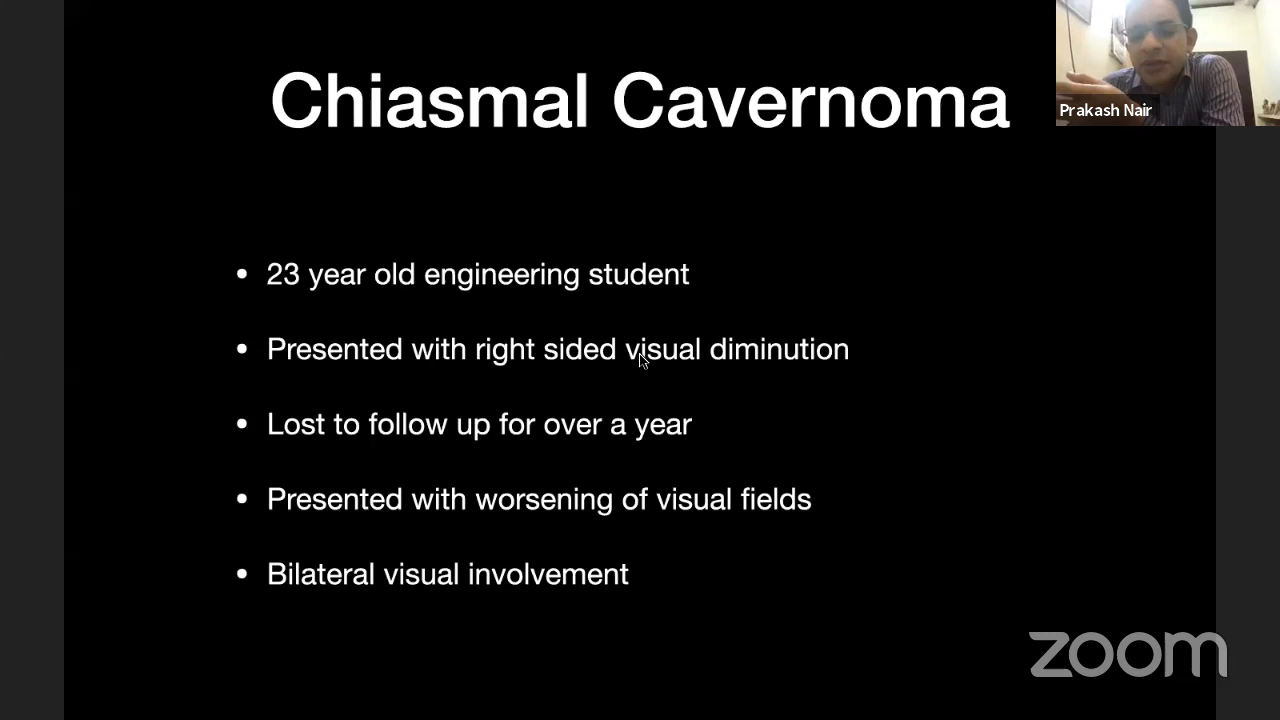 Chiasmal Cavernoma
Prakash Nair
• 23 year old engineering student
• Presented with right sided visual diminution
• Lost to follow up for over a year
• Presented with worsening of visual fields
• Bilateral visual involvement
zoom